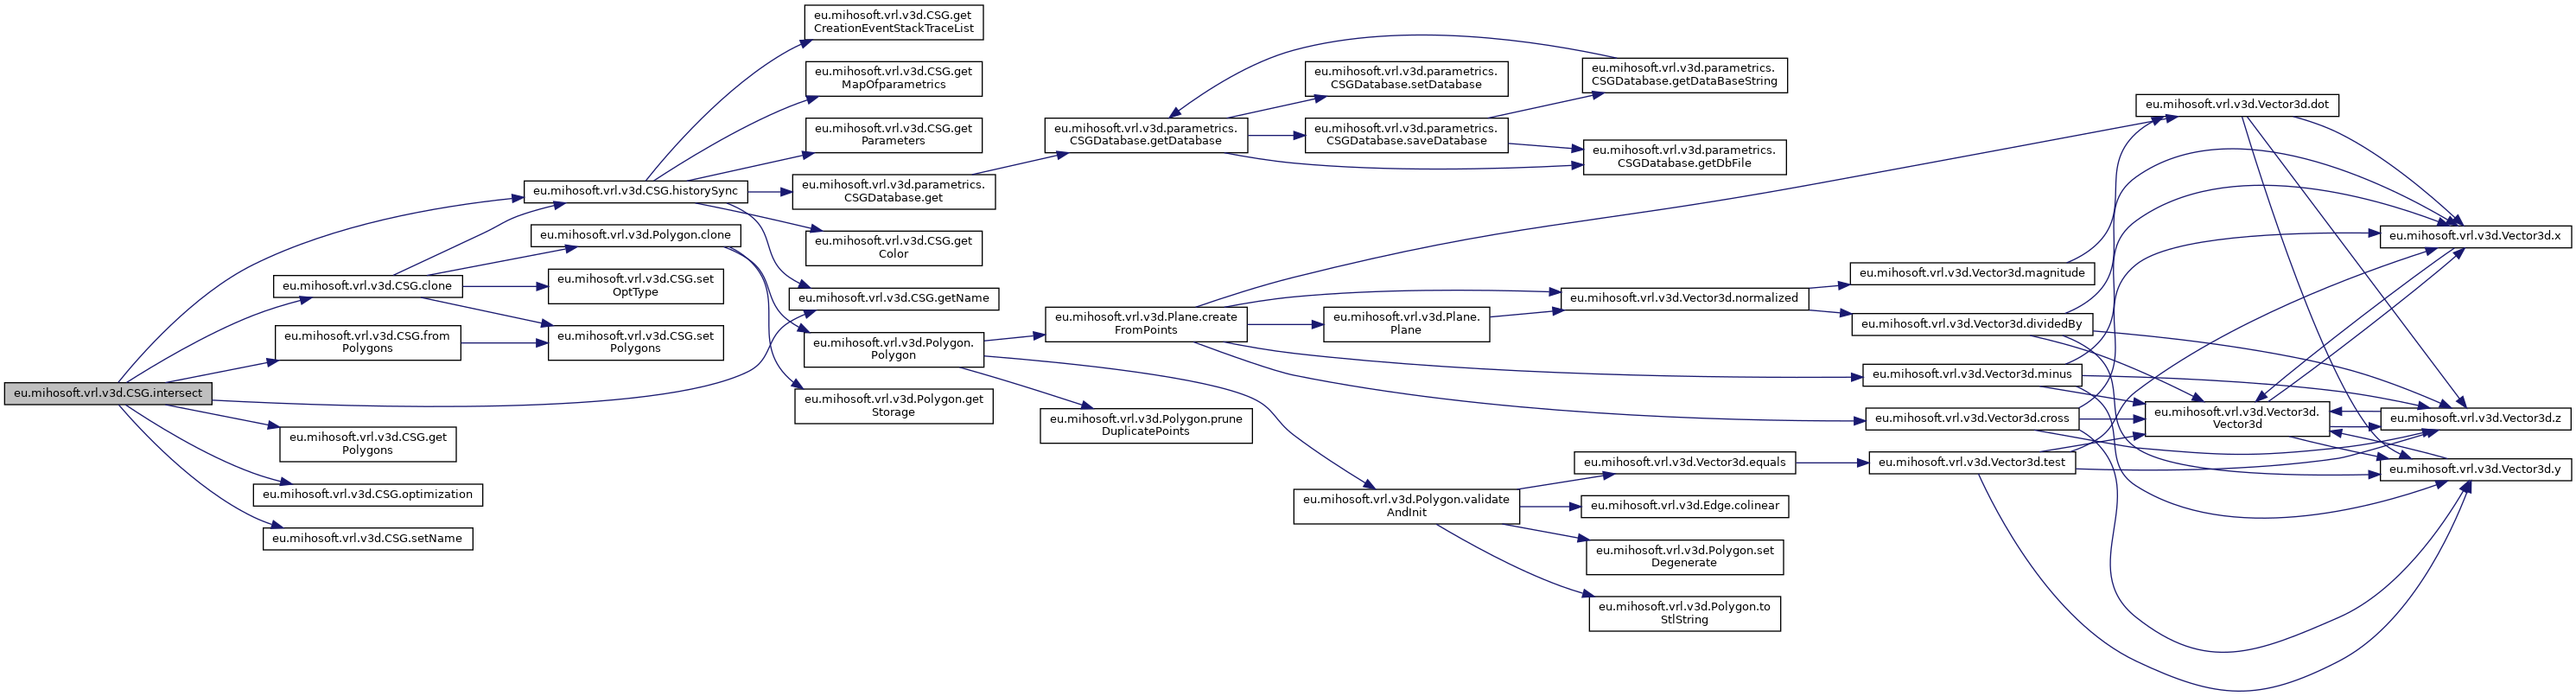 eu.mihosoft.vrl.v3d.CSG.intersect
eu.mihosoft.vrl.v3d.CSG.clone
eu.mihosoft.vrl.v3d.CSG.from
Polygons
eu.mihosoft.vrl.v3d.CSG.get
Polygons
eu.mihosoft.vrl.v3d.CSG.optimization
eu.mihosoft.vrl.v3d.CSG.setName
eu.mihosoft.vrl.v3d.CSG.historySync
eu.mihosoft.vrl.v3d.Polygon.clone
eu.mihosoft.vrl.v3d.CSG.set
OptType
eu.mihosoft.vrl.v3d.CSG.set
Polygons
eu.mihosoft.vrl.v3d.CSG.get
CreationEventStackTraceList
eu.mihosoft.vrl.v3d.CSG.get
MapOfparametrics
eu.mihosoft.vrl.v3d.CSG.get
Parameters
eu.mihosoft.vrl.v3d.parametrics.
CSGDatabase.get
eu.mihosoft.vrl.v3d.CSG.get
Color
eu.mihosoft.vrl.v3d.CSG.getName
eu.mihosoft.vrl.v3d.Polygon.
Polygon
eu.mihosoft.vrl.v3d.Polygon.get
Storage
eu.mihosoft.vrl.v3d.parametrics.
CSGDatabase.getDatabase
eu.mihosoft.vrl.v3d.Plane.create
FromPoints
eu.mihosoft.vrl.v3d.Polygon.prune
DuplicatePoints
eu.mihosoft.vrl.v3d.parametrics.
CSGDatabase.setDatabase
eu.mihosoft.vrl.v3d.parametrics.
CSGDatabase.saveDatabase
eu.mihosoft.vrl.v3d.Plane.
Plane
eu.mihosoft.vrl.v3d.Polygon.validate
AndInit
eu.mihosoft.vrl.v3d.parametrics.
CSGDatabase.getDataBaseString
eu.mihosoft.vrl.v3d.parametrics.
CSGDatabase.getDbFile
eu.mihosoft.vrl.v3d.Vector3d.normalized
eu.mihosoft.vrl.v3d.Vector3d.equals
eu.mihosoft.vrl.v3d.Edge.colinear
eu.mihosoft.vrl.v3d.Polygon.set
Degenerate
eu.mihosoft.vrl.v3d.Polygon.to
StlString
eu.mihosoft.vrl.v3d.Vector3d.magnitude
eu.mihosoft.vrl.v3d.Vector3d.dividedBy
eu.mihosoft.vrl.v3d.Vector3d.minus
eu.mihosoft.vrl.v3d.Vector3d.cross
eu.mihosoft.vrl.v3d.Vector3d.test
eu.mihosoft.vrl.v3d.Vector3d.dot
eu.mihosoft.vrl.v3d.Vector3d.
Vector3d
eu.mihosoft.vrl.v3d.Vector3d.x
eu.mihosoft.vrl.v3d.Vector3d.z
eu.mihosoft.vrl.v3d.Vector3d.y